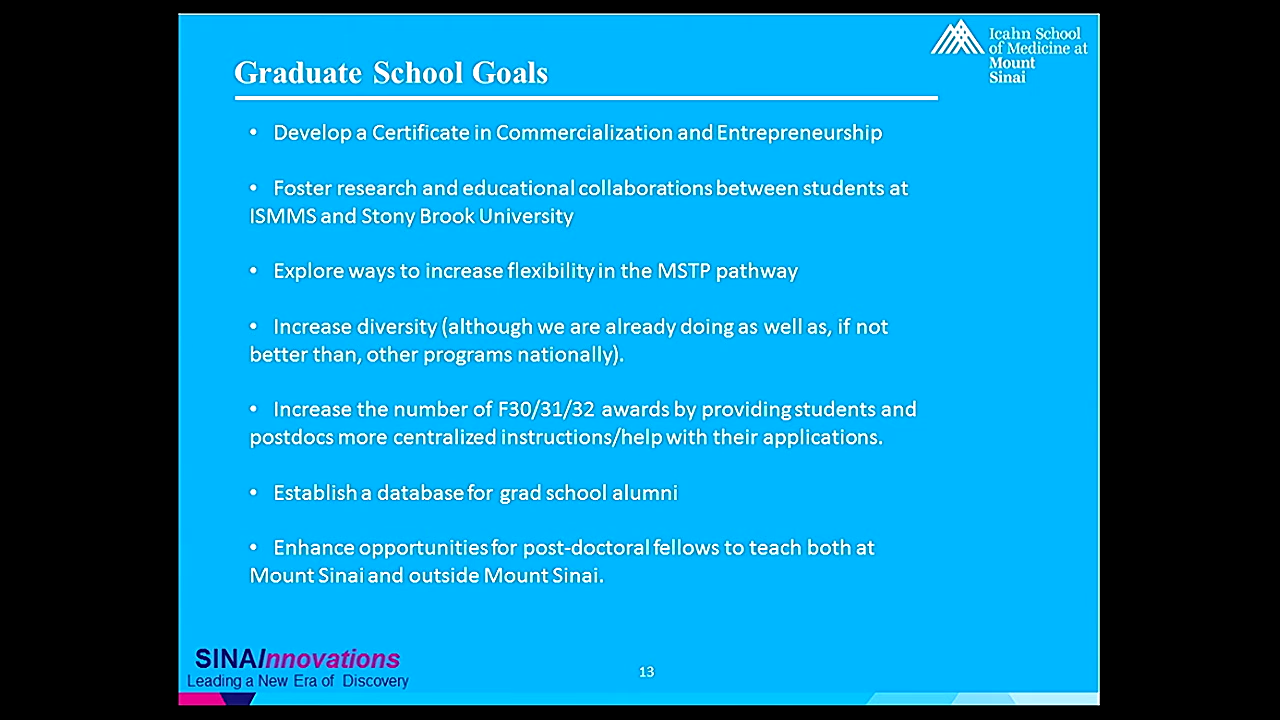 Icahn School
of Medicine at
Mount
Sinai
Graduate School Goals
• Develop a Certificate in Commercialization and Entrepreneurship
• Foster research and educational collaborations between students at
ISMMS and Stony Brook University
• Explore ways to increase flexibility in the MSTP pathway
• Increase diversity (although we are already doing as well as, if not
better than, other programs nationally).
• Increase the number of F30/31/32 awards by providing students and
postdocs more centralized instructions/help with their applications.
• Establish a database for grad school alumni
• Enhance opportunities for post-doctoral fellows to teach both at
Mount Sinai and outside Mount Sinai.
SINAInnovations
Leading a New Era of Discovery
13